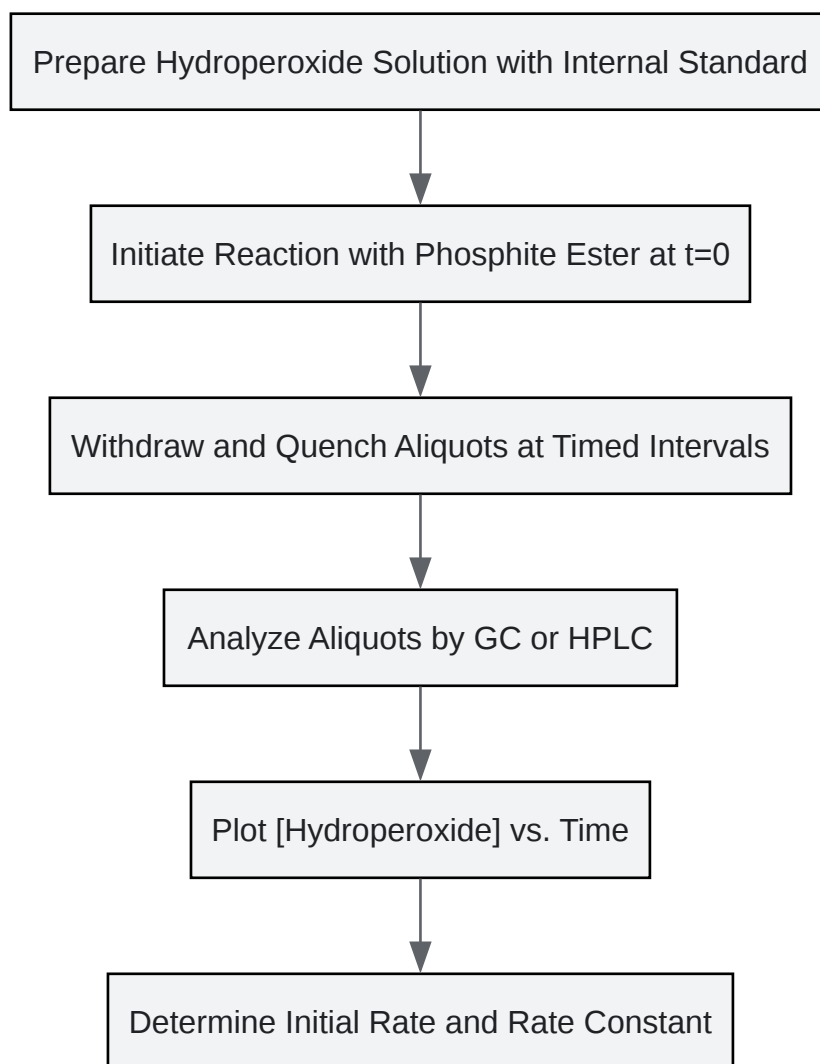 Prepare Hydroperoxide Solution with Internal Standard
Initiate Reaction with Phosphite Ester at t=0
Withdraw and Quench Aliquots at Timed Intervals
Analyze Aliquots by GC or HPLC
Plot [Hydroperoxide] vs. Time
Determine Initial Rate and Rate Constant